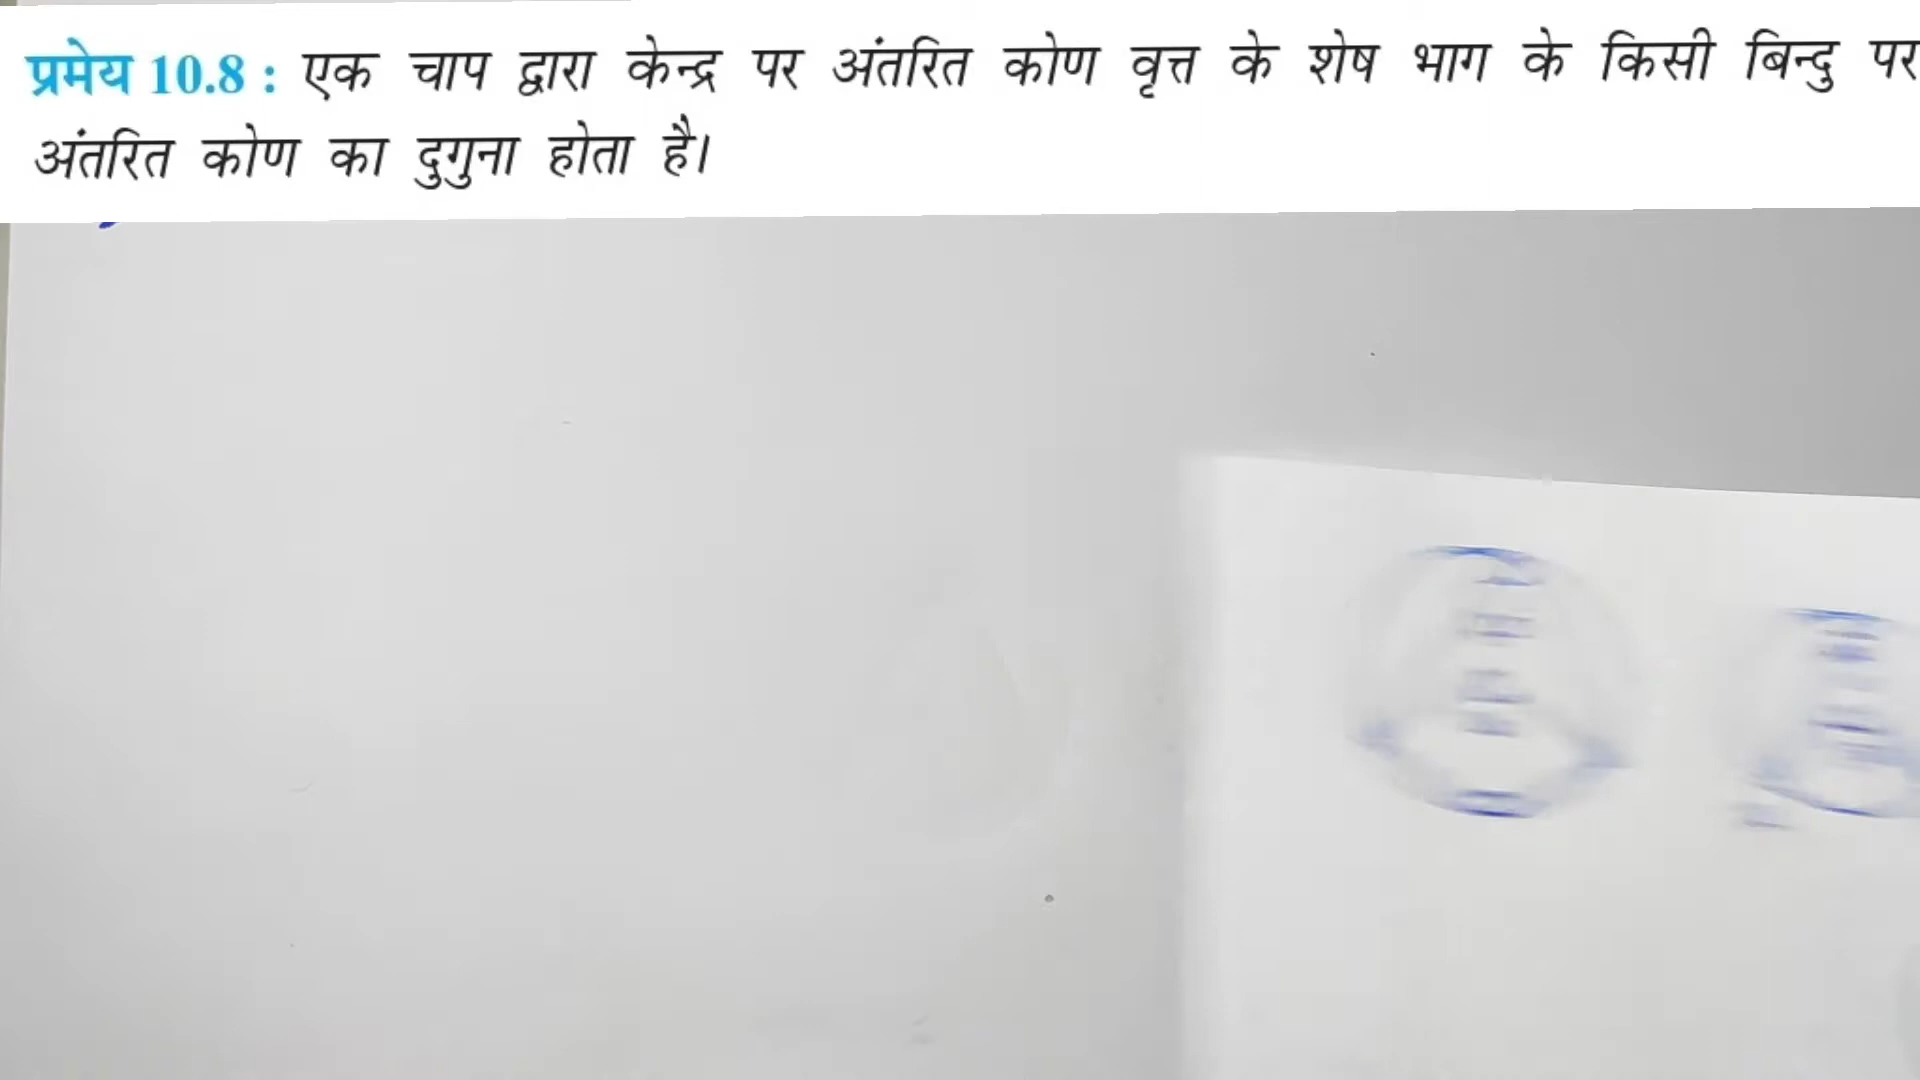 प्रमेय 10.8 : एक चाप द्वारा केन्द्र पर अंतरित कोण वृत्त के शेष भाग के किसी बिन्दु पर
अंतरित कोण का दुगुना होता है।